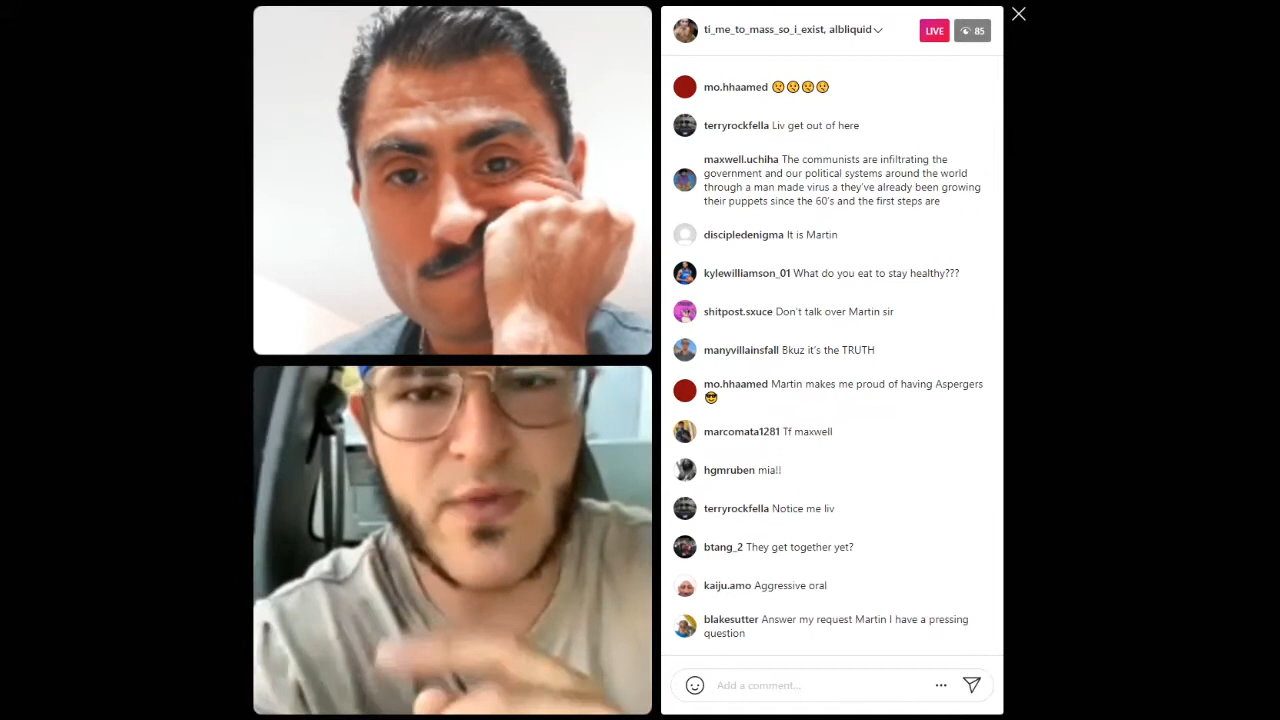 ti_me_to_mass_so_i_exist, albliquid
LIVE
85
mo.hhaamed 😟😟😟😟
terryrockfella Liv get out of here
maxwell.uchiha The communists are infiltrating the
government and our political systems around the world
through a man made virus a they've already been growing
their puppets since the 60's and the first steps are
discipledenigma It is Martin
kylewilliamson_01 What do you eat to stay healthy???
shitpost.sxuce Don't talk over Martin sir
manyvillainsfall Bkuz it's the TRUTH
mo.hhaamed Martin makes me proud of having Aspergers
😎
marcomata1281 Tf maxwell
hgmruben mia!!
terryrockfella Notice me liv
btang_2 They get together yet?
kaiju.amo Aggressive oral
blakesutter Answer my request Martin I have a pressing
question
Add a comment...